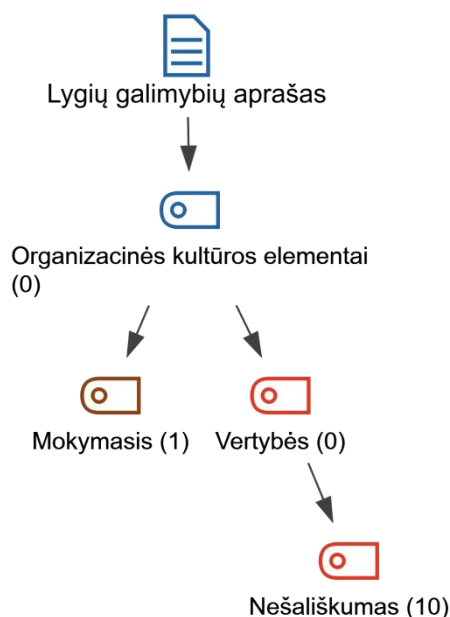 Lygių galimybių aprašas
Organizacinės kultūros elementai
(0)
Mokymasis (1)
Vertybės (0)
Nešališkumas (10)